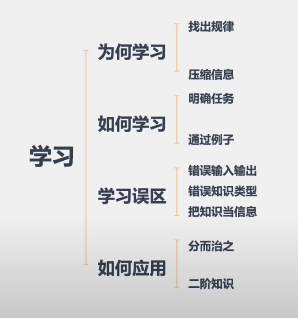 学习
为何学习
找出规律
压缩信息
如何学习
明确任务
通过例子
学习误区
错误输入输出
错误知识类型
把知识当信息
如何应用
分而治之
二阶知识